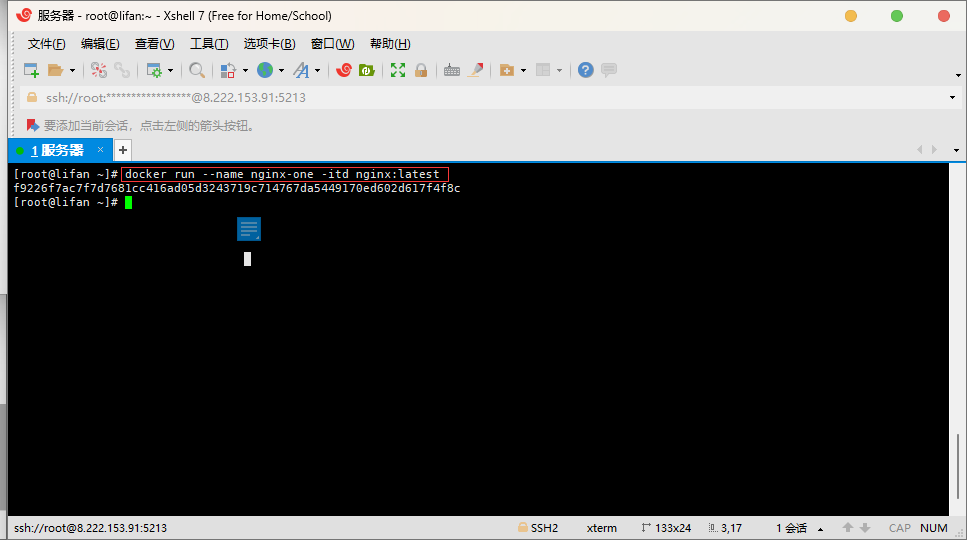 服务器 - root@lifan:~ - Xshell 7 (Free for Home/School)
文件(F) 编辑(E) 查看(V) 工具(T) 选项卡(B) 窗口(W) 帮助(H)
ssh://root:*****************@8.222.153.91:5213
要添加当前会话，点击左侧的箭头按钮。
1 服务器 × +
[root@lifan ~]# docker run --name nginx-one -itd nginx:latest
f9226f7ac7f7d7681cc416ad05d3243719c714767da5449170ed602d617f4f8c
[root@lifan ~]#
ssh://root@8.222.153.91:5213 SSH2 xterm 133x24 3,17 1 会话 CAP NUM